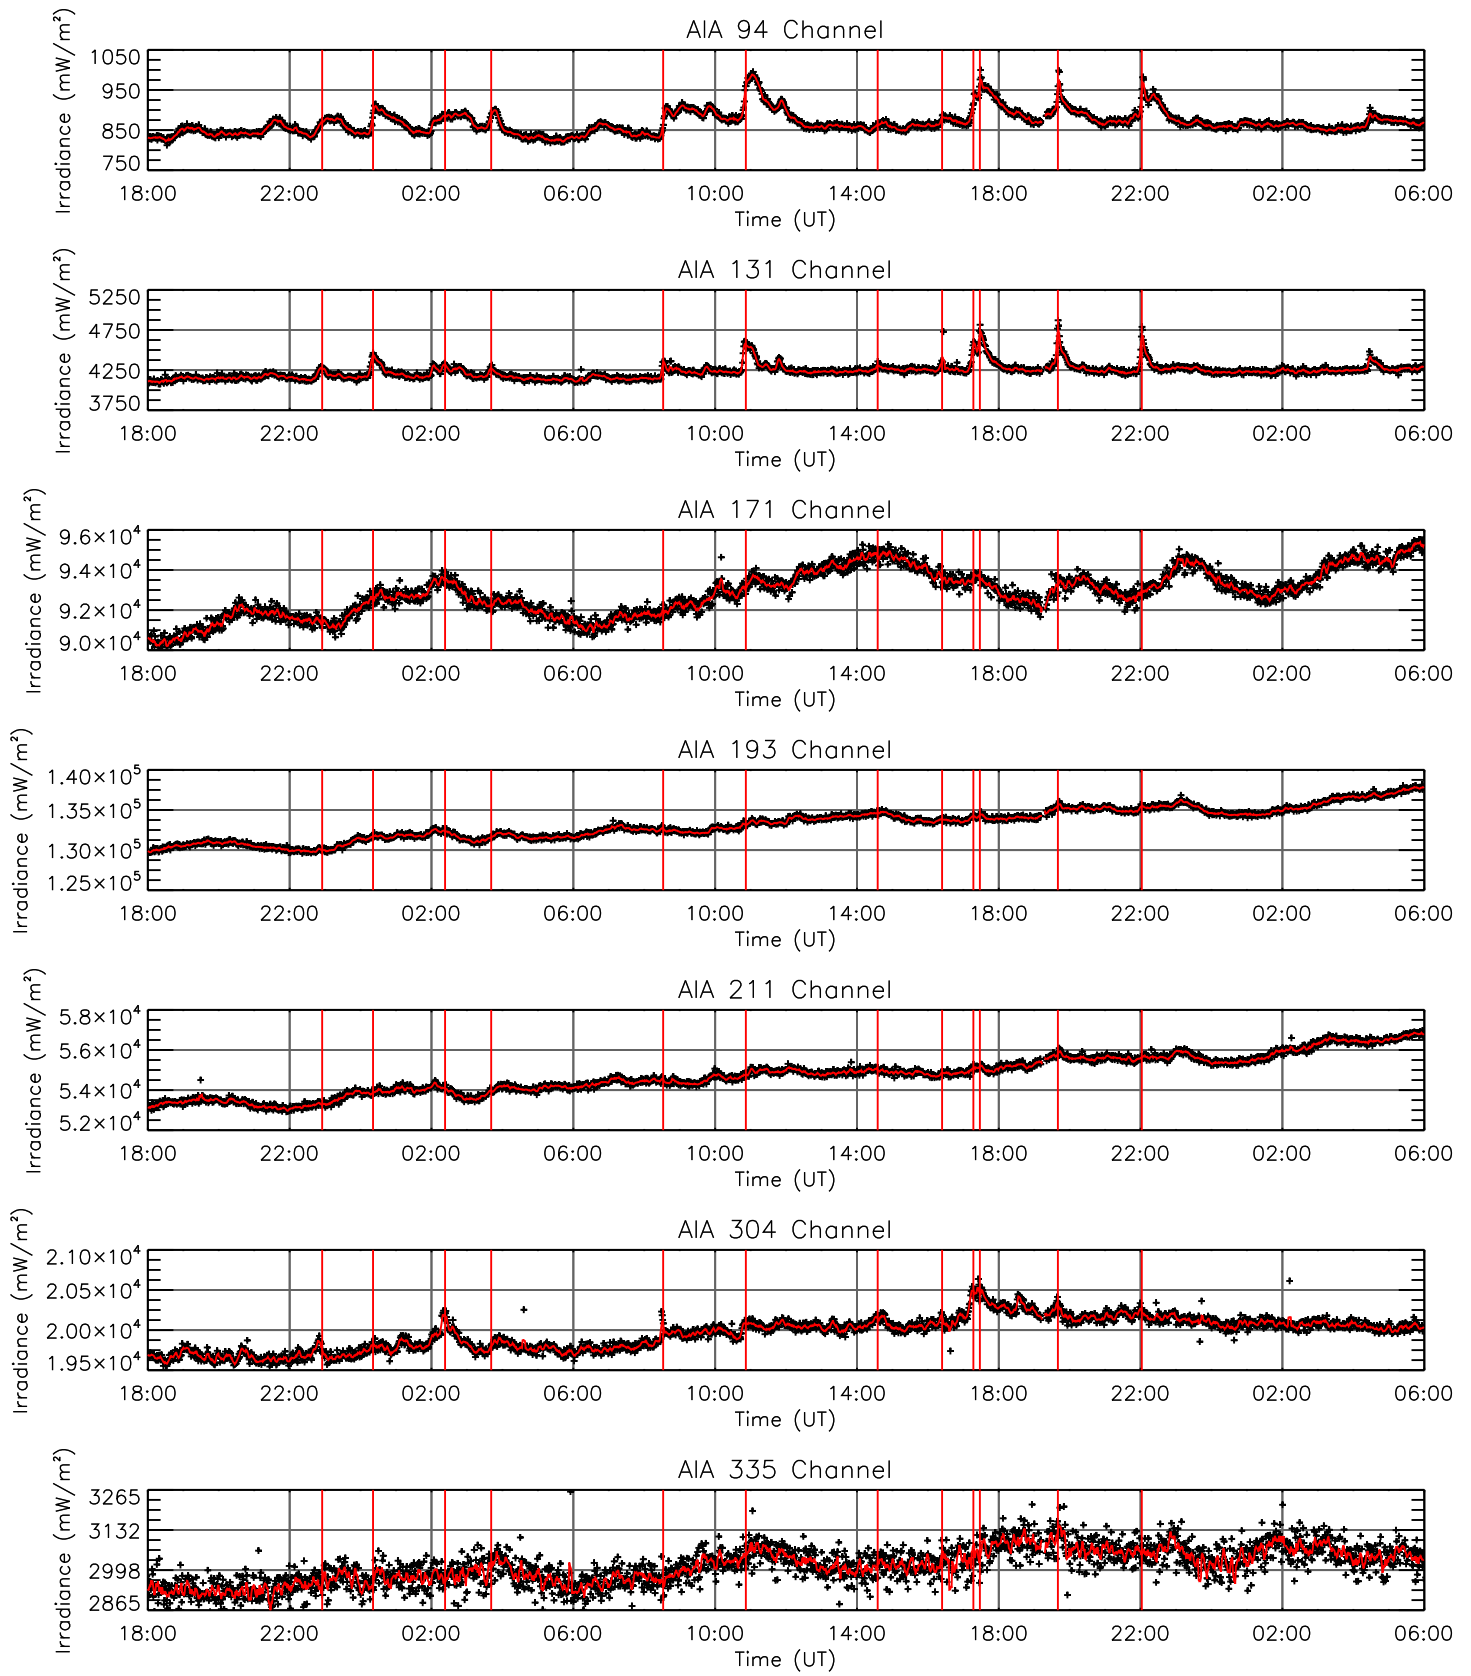 AIA 94 Channel
Irradiance (mW/m²)
1050
950
850
750
18:00 22:00 02:00 06:00 10:00 14:00 18:00 22:00 02:00 06:00
Time (UT)
AIA 131 Channel
Irradiance (mW/m²)
5250
4750
4250
3750
18:00 22:00 02:00 06:00 10:00 14:00 18:00 22:00 02:00 06:00
Time (UT)
AIA 171 Channel
Irradiance (mW/m²)
9.6×10⁴
9.4×10⁴
9.2×10⁴
9.0×10⁴
18:00 22:00 02:00 06:00 10:00 14:00 18:00 22:00 02:00 06:00
Time (UT)
AIA 193 Channel
Irradiance (mW/m²)
1.40×10⁵
1.35×10⁵
1.30×10⁵
1.25×10⁵
18:00 22:00 02:00 06:00 10:00 14:00 18:00 22:00 02:00 06:00
Time (UT)
AIA 211 Channel
Irradiance (mW/m²)
5.8×10⁴
5.6×10⁴
5.4×10⁴
5.2×10⁴
18:00 22:00 02:00 06:00 10:00 14:00 18:00 22:00 02:00 06:00
Time (UT)
AIA 304 Channel
Irradiance (mW/m²)
2.10×10⁴
2.05×10⁴
2.00×10⁴
1.95×10⁴
18:00 22:00 02:00 06:00 10:00 14:00 18:00 22:00 02:00 06:00
Time (UT)
AIA 335 Channel
Irradiance (mW/m²)
3265
3132
2998
2865
18:00 22:00 02:00 06:00 10:00 14:00 18:00 22:00 02:00 06:00
Time (UT)